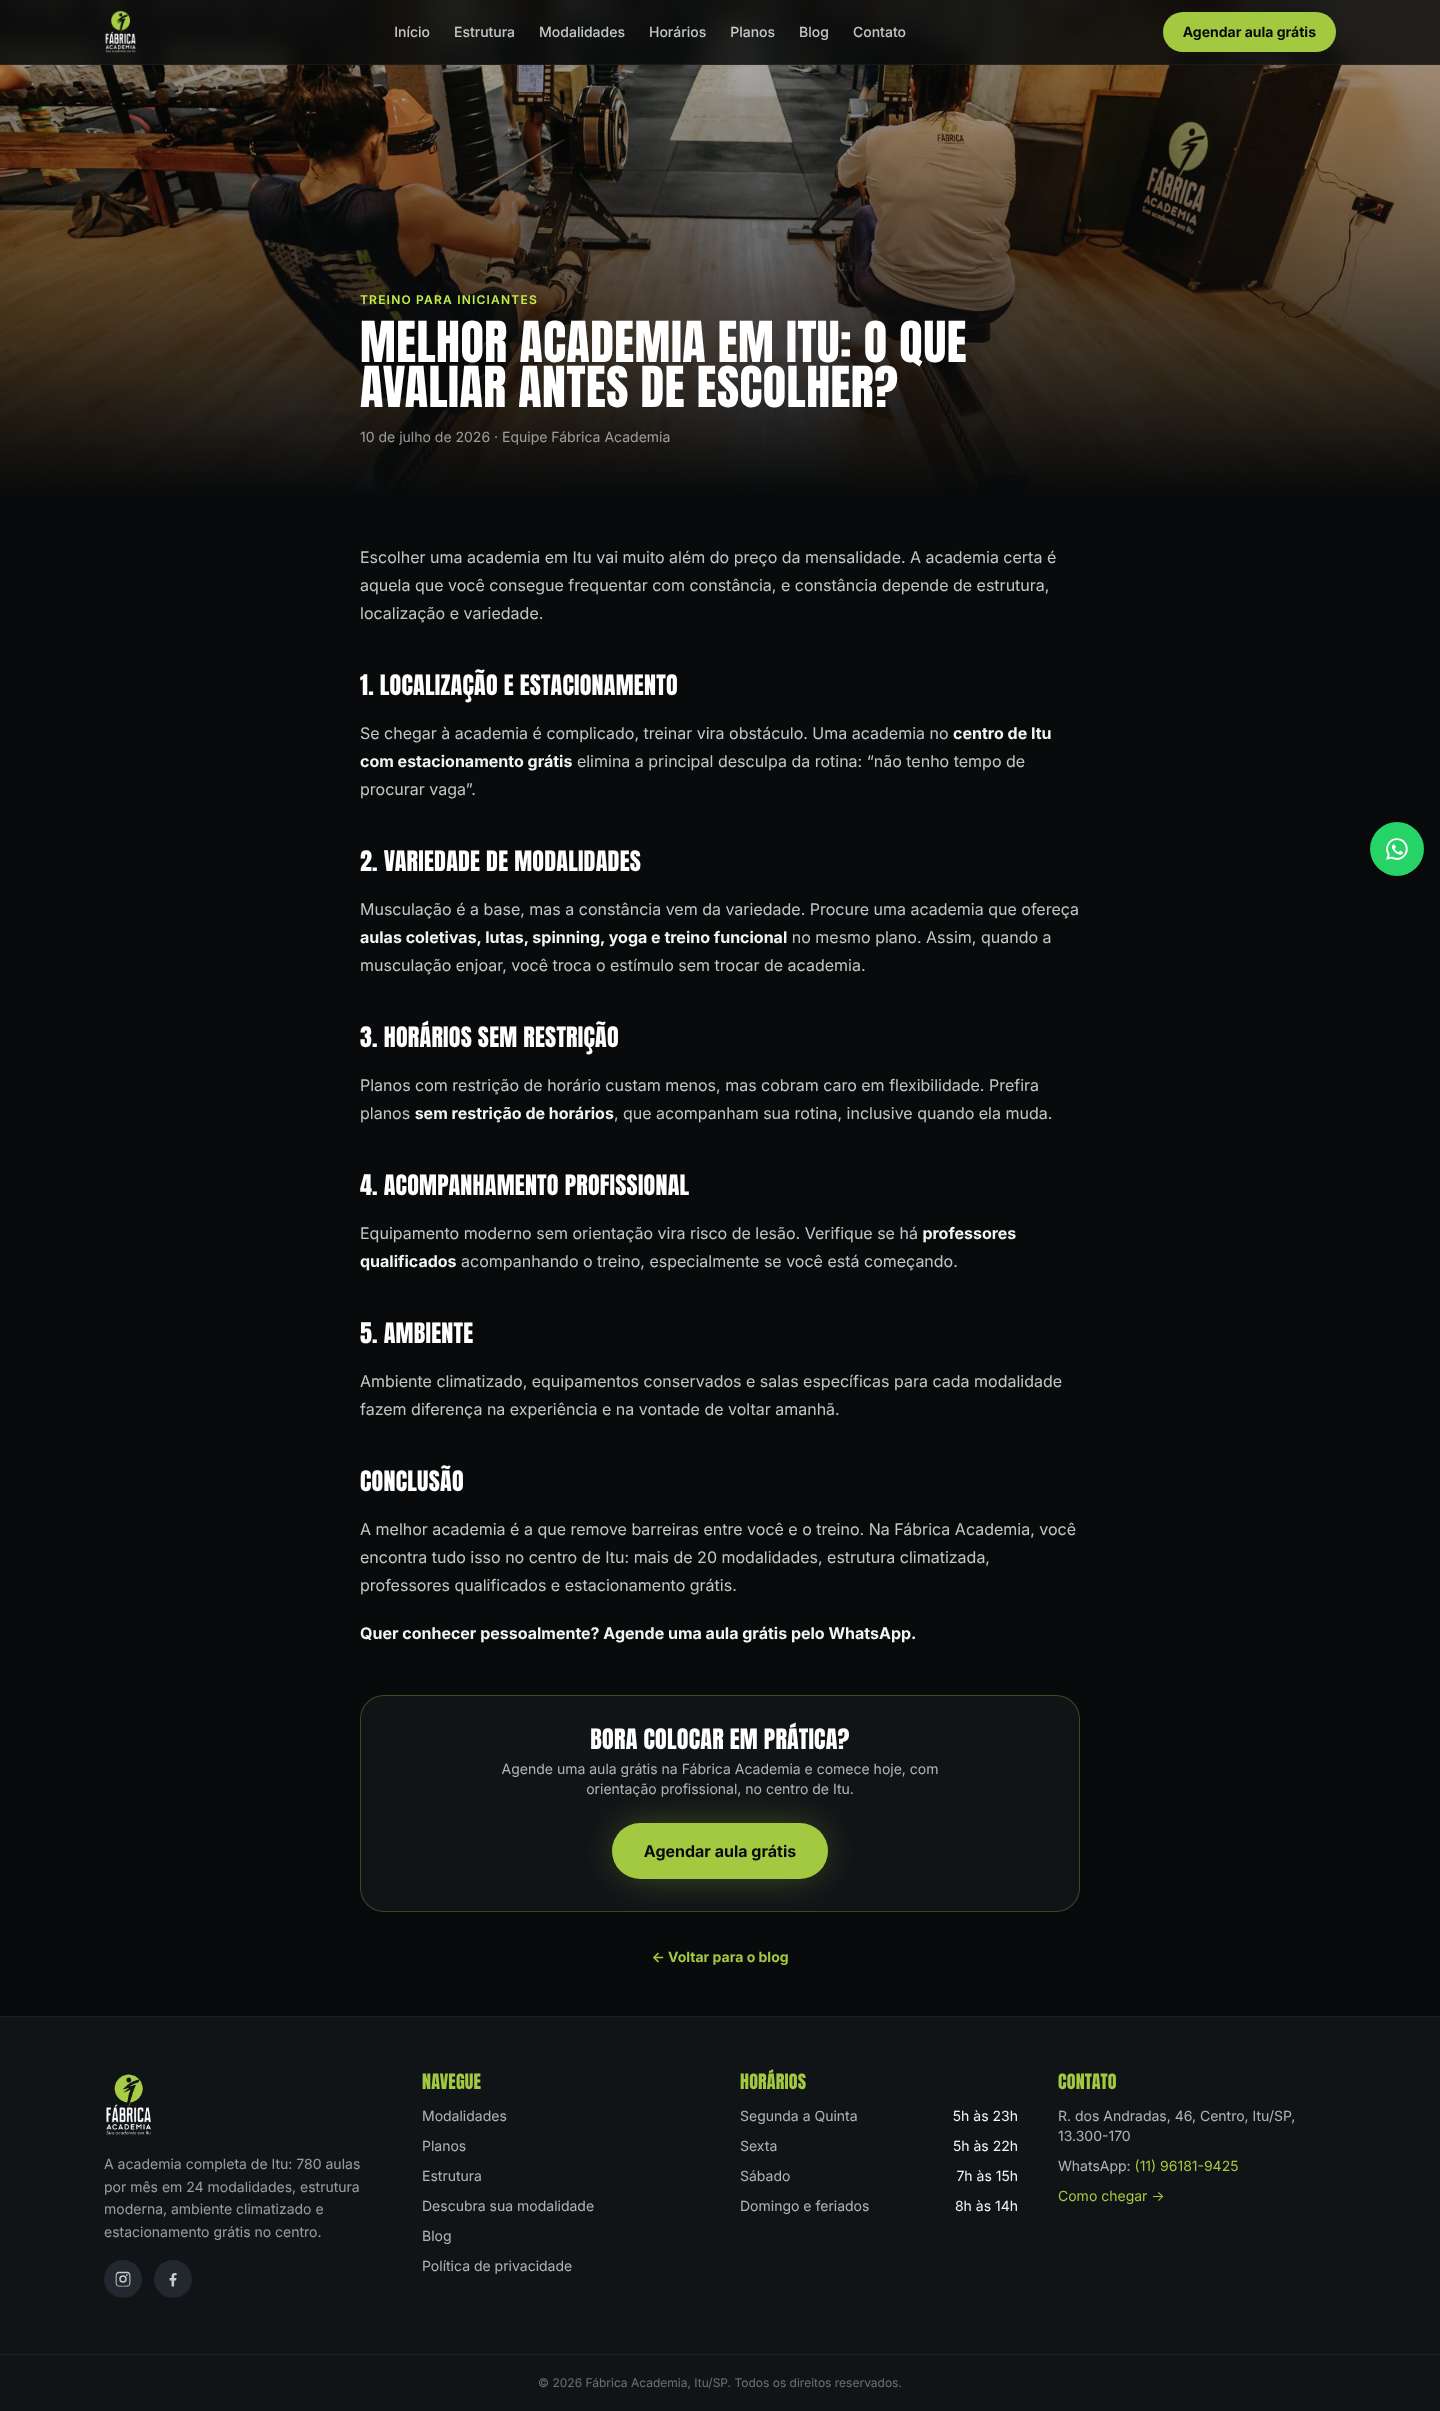 FÁBRICA
ACADEMIA
Início
Estrutura
Modalidades
Horários
Planos
Blog
Contato
Agendar aula grátis
FÁBRICA
FÁBRICA
ACADEMIA
Sua academia em Itu
TREINO PARA INICIANTES
MELHOR ACADEMIA EM ITU: O QUE
AVALIAR ANTES DE ESCOLHER?
10 de julho de 2026 · Equipe Fábrica Academia
Escolher uma academia em Itu vai muito além do preço da mensalidade. A academia certa é
aquela que você consegue frequentar com constância, e constância depende de estrutura,
localização e variedade.
1. LOCALIZAÇÃO E ESTACIONAMENTO
Se chegar à academia é complicado, treinar vira obstáculo. Uma academia no centro de Itu
com estacionamento grátis elimina a principal desculpa da rotina: “não tenho tempo de
procurar vaga”.
2. VARIEDADE DE MODALIDADES
Musculação é a base, mas a constância vem da variedade. Procure uma academia que ofereça
aulas coletivas, lutas, spinning, yoga e treino funcional no mesmo plano. Assim, quando a
musculação enjoar, você troca o estímulo sem trocar de academia.
3. HORÁRIOS SEM RESTRIÇÃO
Planos com restrição de horário custam menos, mas cobram caro em flexibilidade. Prefira
planos sem restrição de horários, que acompanham sua rotina, inclusive quando ela muda.
4. ACOMPANHAMENTO PROFISSIONAL
Equipamento moderno sem orientação vira risco de lesão. Verifique se há professores
qualificados acompanhando o treino, especialmente se você está começando.
5. AMBIENTE
Ambiente climatizado, equipamentos conservados e salas específicas para cada modalidade
fazem diferença na experiência e na vontade de voltar amanhã.
CONCLUSÃO
A melhor academia é a que remove barreiras entre você e o treino. Na Fábrica Academia, você
encontra tudo isso no centro de Itu: mais de 20 modalidades, estrutura climatizada,
professores qualificados e estacionamento grátis.
Quer conhecer pessoalmente? Agende uma aula grátis pelo WhatsApp.
BORA COLOCAR EM PRÁTICA?
Agende uma aula grátis na Fábrica Academia e comece hoje, com
orientação profissional, no centro de Itu.
Agendar aula grátis
← Voltar para o blog
FÁBRICA
ACADEMIA
Sua academia em Itu
A academia completa de Itu: 780 aulas
por mês em 24 modalidades, estrutura
moderna, ambiente climatizado e
estacionamento grátis no centro.
NAVEGUE
Modalidades
Planos
Estrutura
Descubra sua modalidade
Blog
Política de privacidade
HORÁRIOS
Segunda a Quinta 5h às 23h
Sexta 5h às 22h
Sábado 7h às 15h
Domingo e feriados 8h às 14h
CONTATO
R. dos Andradas, 46, Centro, Itu/SP,
13.300-170
WhatsApp: (11) 96181-9425
Como chegar →
© 2026 Fábrica Academia, Itu/SP. Todos os direitos reservados.